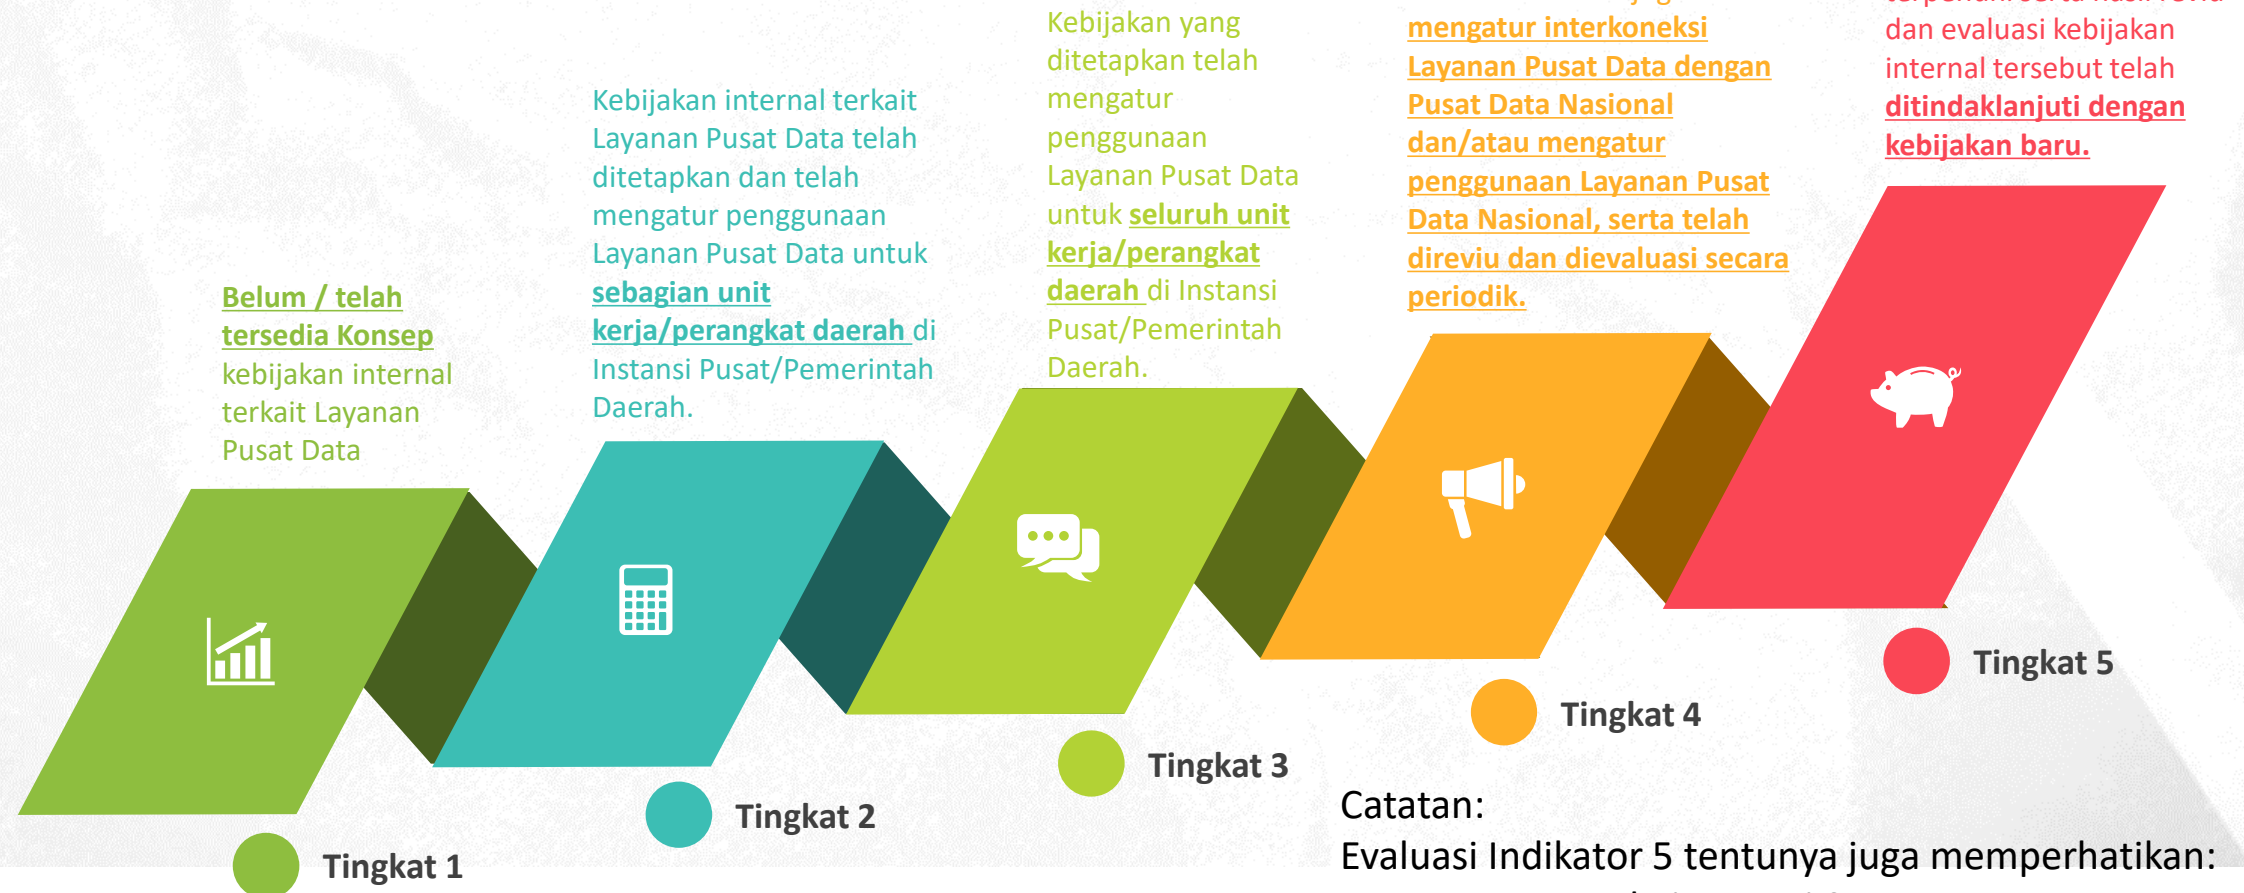 Belum / telah
tersedia Konsep
kebijakan internal
terkait Layanan
Pusat Data
Kebijakan internal terkait
Layanan Pusat Data telah
ditetapkan dan telah
mengatur penggunaan
Layanan Pusat Data untuk
sebagian unit
kerja/perangkat daerah di
Instansi Pusat/Pemerintah
Daerah.
Kebijakan yang
ditetapkan telah
mengatur
penggunaan
Layanan Pusat Data
untuk seluruh unit
kerja/perangkat
daerah di Instansi
Pusat/Pemerintah
Daerah.
mengatur interkoneksi
Layanan Pusat Data dengan
Pusat Data Nasional
dan/atau mengatur
penggunaan Layanan Pusat
Data Nasional, serta telah
direviu dan dievaluasi secara
periodik.
dan evaluasi kebijakan
internal tersebut telah
ditindaklanjuti dengan
kebijakan baru.
Tingkat 1
Tingkat 2
Tingkat 3
Tingkat 4
Tingkat 5
Catatan:
Evaluasi Indikator 5 tentunya juga memperhatikan: